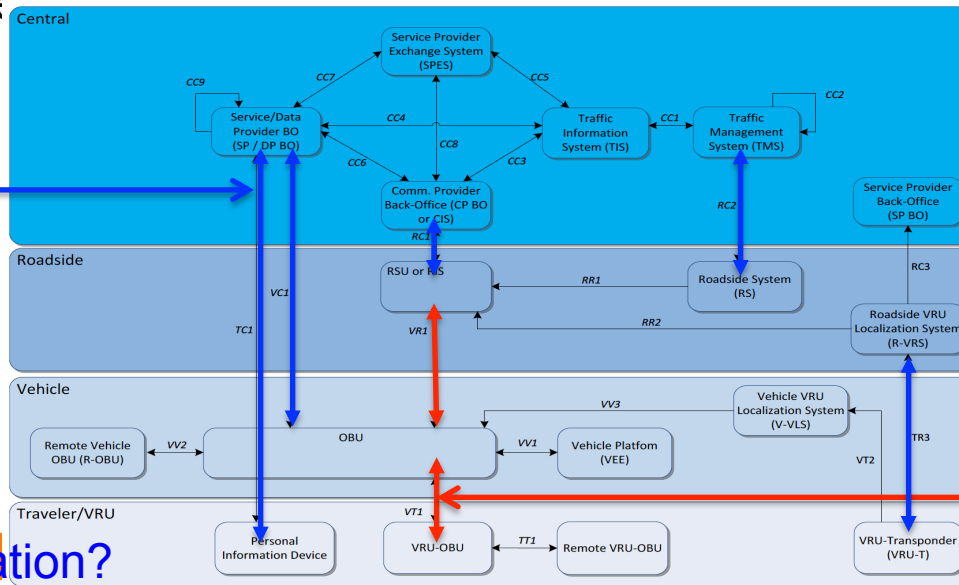 Central
Service Provider
Exchange System
(SPES)
CC9
CC7
CC5
CC2
Service/Data
Provider BO
(SP / DP BO)
CC4
Traffic
Information
System (TIS)
CC1
Traffic
Management
System (TMS)
CC6
CC8
CC3
Comm. Provider
Back-Office (CP BO
or CIS)
RC2
Service Provider
Back-Office
(SP BO)
RC1
Roadside
VC1
TC1
RSU or RIS
RR1
Roadside System
(RS)
RC3
VR1
RR2
Roadside VRU
Localization System
(R-VRS)
Vehicle
VV3
Vehicle VRU
Localization System
(V-VLS)
TR3
VT2
Remote Vehicle
OBU (R-OBU)
VV2
OBU
VV1
Vehicle Platfom
(VEE)
Traveler/VRU
VT1
Personal
Information Device
VRU-OBU
TT1
Remote VRU-OBU
VRU-Transponder
(VRU-T)
ation?